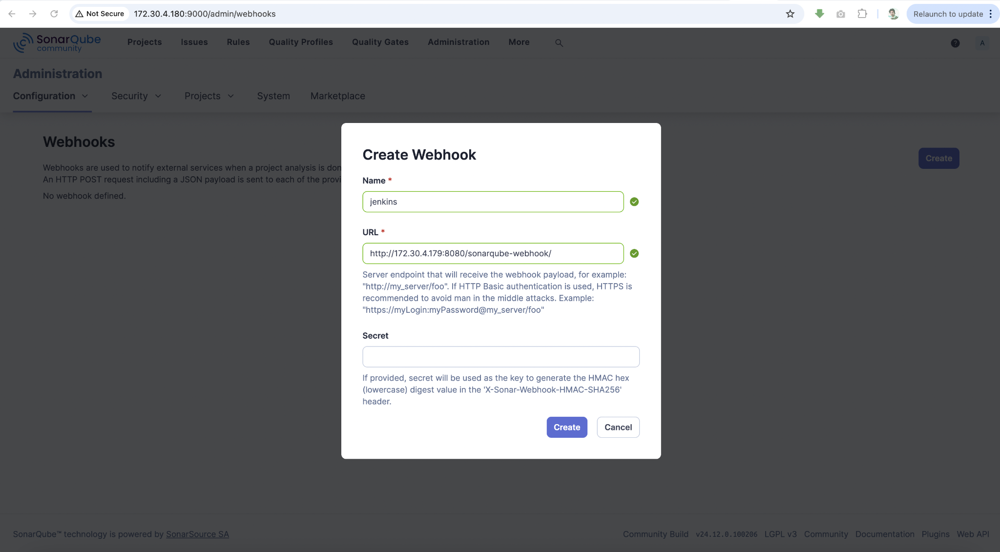 Not Secure 172.30.4.180:9000/admin/webhooks Relaunch to update
SonarQube community Projects Issues Rules Quality Profiles Quality Gates Administration More ? A
Administration
Configuration Security Projects System Marketplace
Webhooks
Create
Webhooks are used to notify external services when a project analysis is don
An HTTP POST request including a JSON payload is sent to each of the provi
No webhook defined.
Create Webhook
Name *
jenkins
URL *
http://172.30.4.179:8080/sonarqube-webhook/
Server endpoint that will receive the webhook payload, for example:
"http://my_server/foo". If HTTP Basic authentication is used, HTTPS is
recommended to avoid man in the middle attacks. Example:
"https://myLogin:myPassword@my_server/foo"
Secret
If provided, secret will be used as the key to generate the HMAC hex
(lowercase) digest value in the 'X-Sonar-Webhook-HMAC-SHA256'
header.
Create Cancel
SonarQube™ technology is powered by SonarSource SA
Community Build v24.12.0.100206 LGPL v3 Community Documentation Plugins Web API